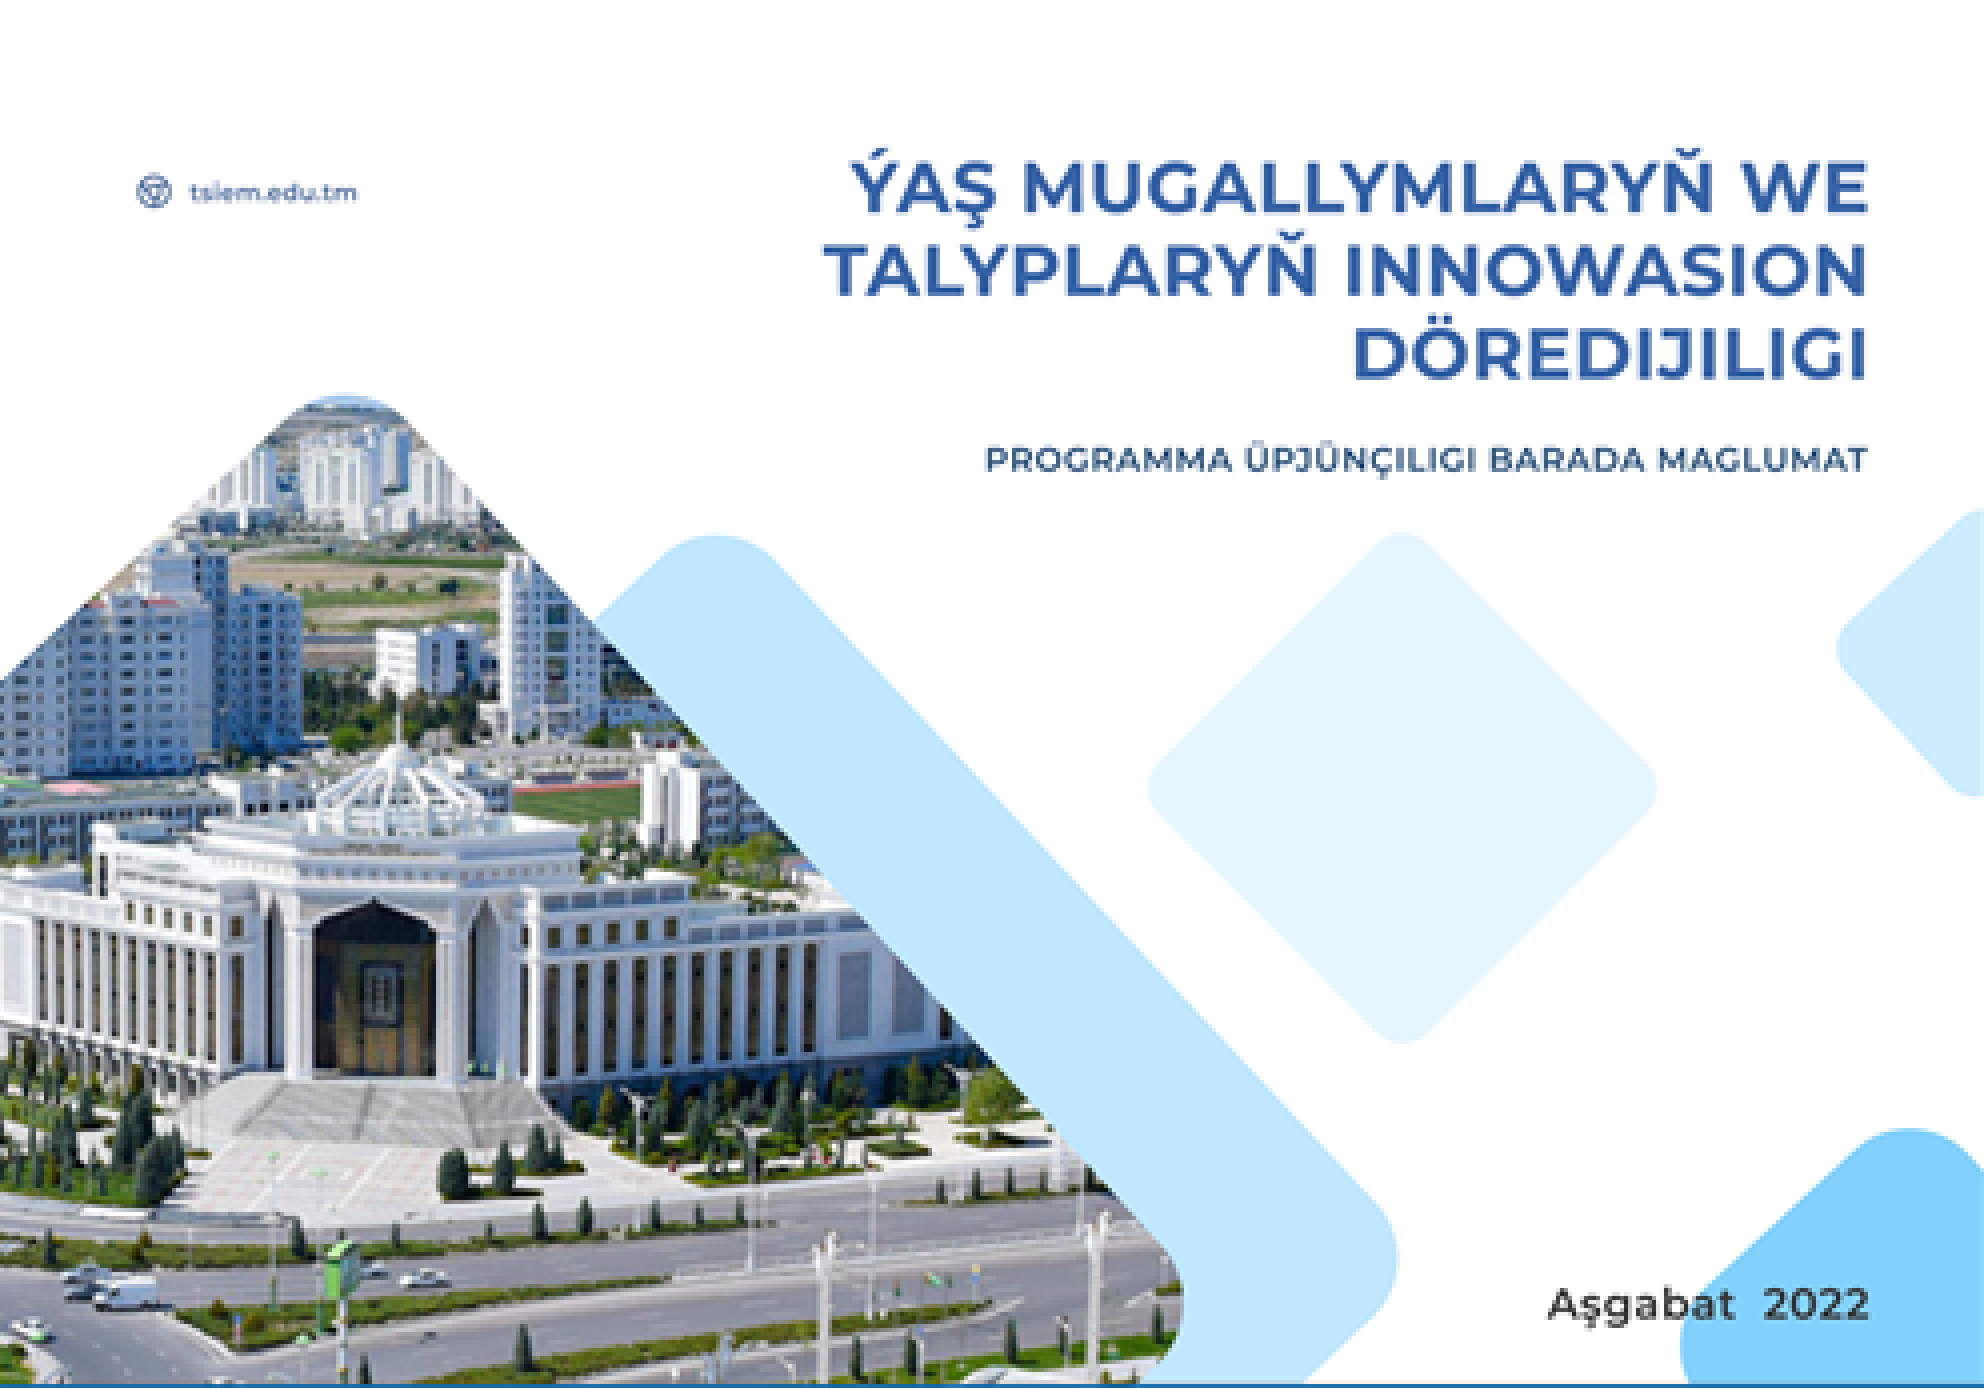 tsiem.edu.tm
ÝAŞ MUGALLYMLARYŇ WE
TALYPLARYŇ INNOWASION
DÖREDIJILIGI
PROGRAMMA ÜPJÜNÇILIGI BARADA MAGLUMAT
Aşgabat 2022